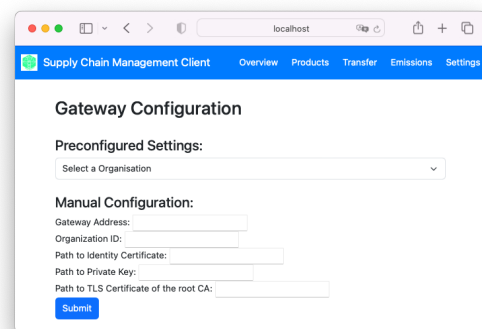 localhost
Supply Chain Management Client Overview Products Transfer Emissions Settings
Gateway Configuration
Preconfigured Settings:
Select a Organisation
Manual Configuration:
Gateway Address:
Organization ID:
Path to Identity Certificate:
Path to Private Key:
Path to TLS Certificate of the root CA:
Submit